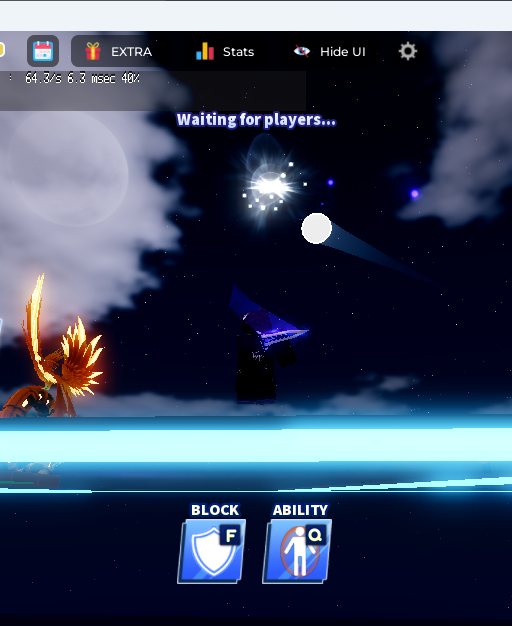 EXTRA
Stats
Hide UI
: 64.3/s 6.3 msec 40%
Waiting for players...
BLOCK
ABILITY
F
Q